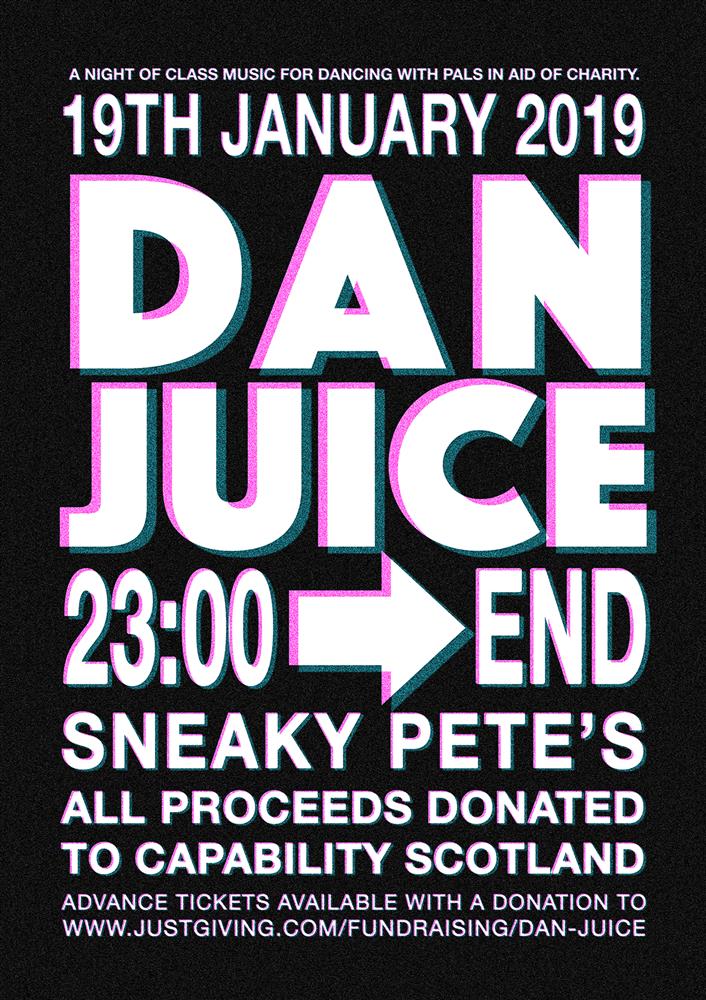 A NIGHT OF CLASS MUSIC FOR DANCING WITH PALS IN AID OF CHARITY.
19TH JANUARY 2019
DAN
JUICE
23:00 END
SNEAKY PETE'S
ALL PROCEEDS DONATED
TO CAPABILITY SCOTLAND
ADVANCE TICKETS AVAILABLE WITH A DONATION TO
WWW.JUSTGIVING.COM/FUNDRAISING/DAN-JUICE